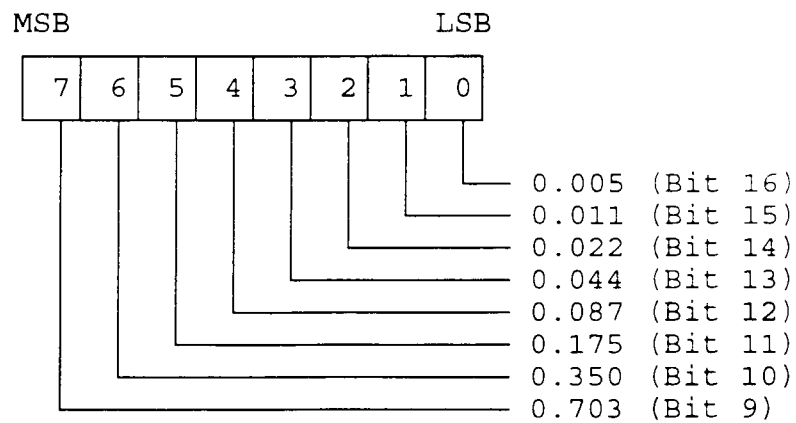 MSB LSB
7 6 5 4 3 2 1 0
0.005 (Bit 16)
0.011 (Bit 15)
0.022 (Bit 14)
0.044 (Bit 13)
0.087 (Bit 12)
0.175 (Bit 11)
0.350 (Bit 10)
0.703 (Bit 9)